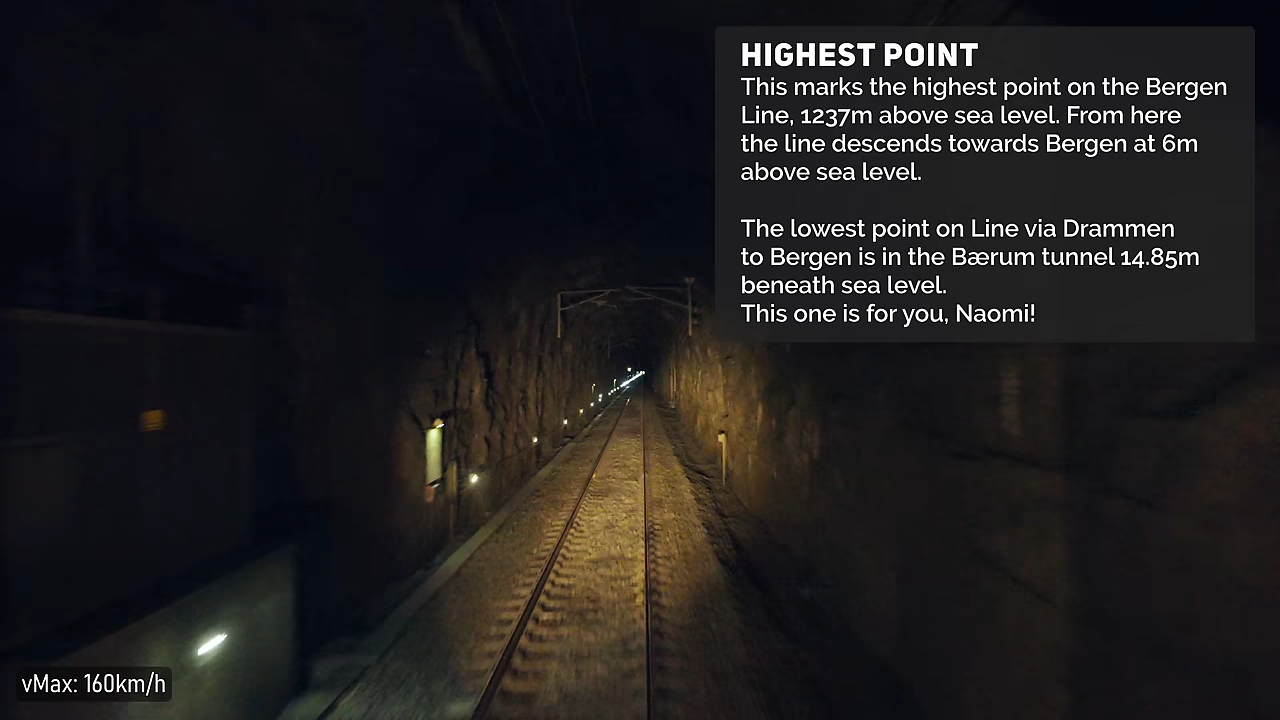 HIGHEST POINT
This marks the highest point on the Bergen
Line, 1237m above sea level. From here
the line descends towards Bergen at 6m
above sea level.
The lowest point on Line via Drammen
to Bergen is in the Bærum tunnel 14.85m
beneath sea level.
This one is for you, Naomi!
vMax: 160km/h